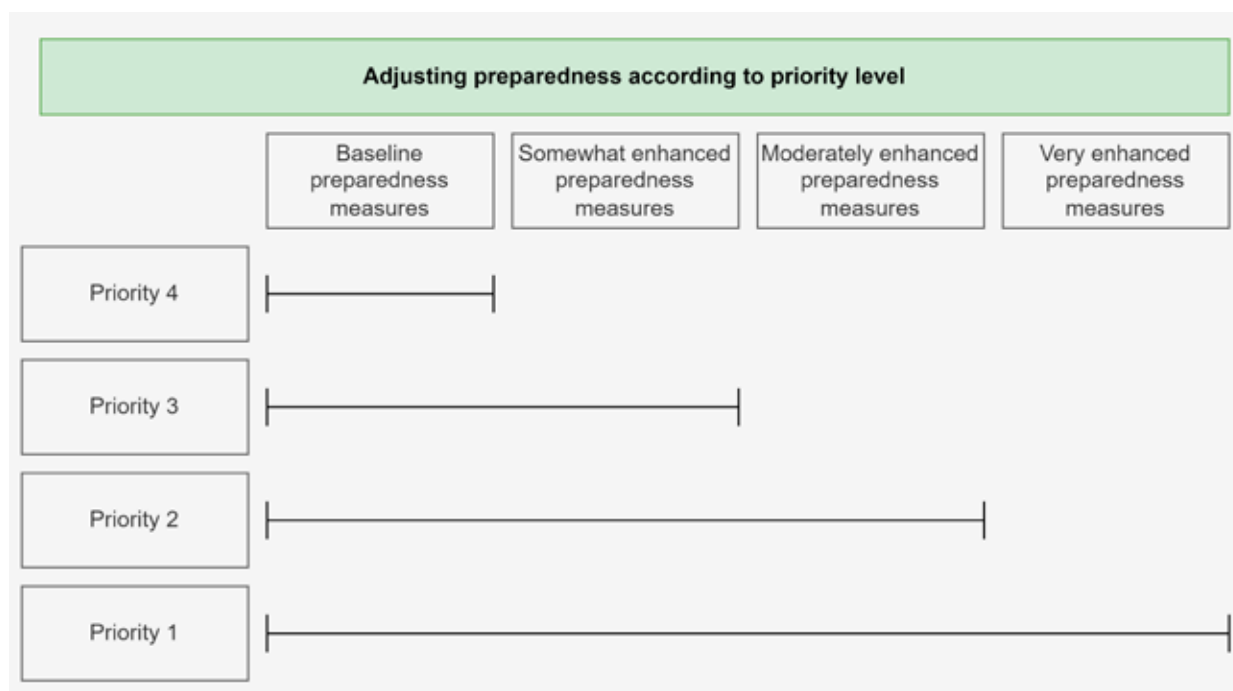 Adjusting preparedness according to priority level
Baseline
preparedness
measures
Somewhat enhanced
preparedness
measures
Moderately enhanced
preparedness
measures
Very enhanced
preparedness
measures
Priority 4
Priority 3
Priority 2
Priority 1